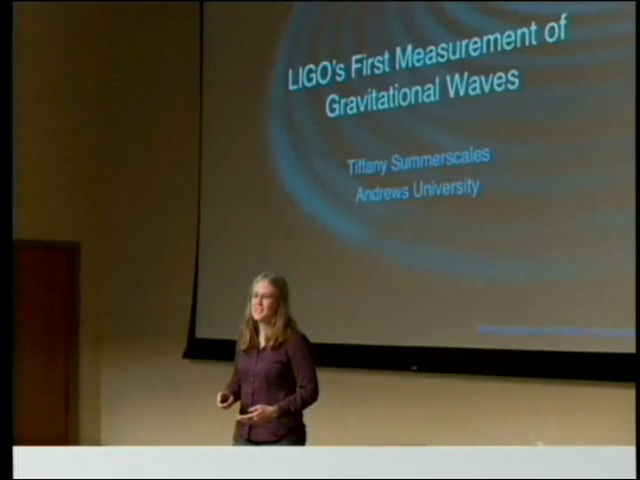 LIGO's First Measurement of
Gravitational Waves
Tiffany Summerscales
Andrews University